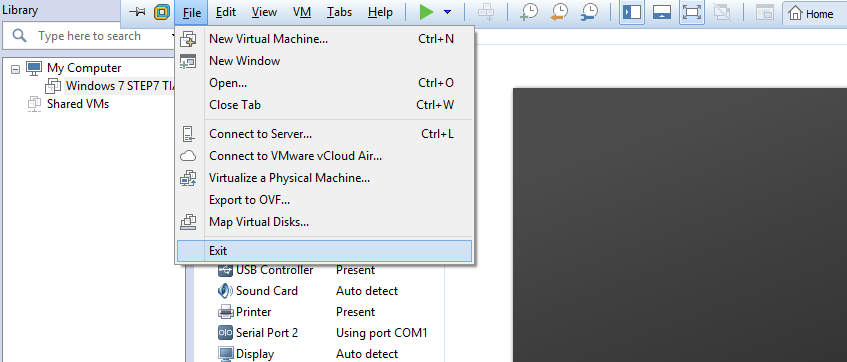 Library
File Edit View VM Tabs Help
Home
Type here to search
My Computer
Windows 7 STEP7
Shared VMs
New Virtual Machine... Ctrl+N
New Window
Open... Ctrl+O
Close Tab Ctrl+W
Connect to Server... Ctrl+L
Connect to VMware vCloud Air...
Virtualize a Physical Machine...
Export to OVF...
Map Virtual Disks...
Exit
USB Controller Present
Sound Card Auto detect
Printer Present
Serial Port 2 Using port COM1
Display Auto detect